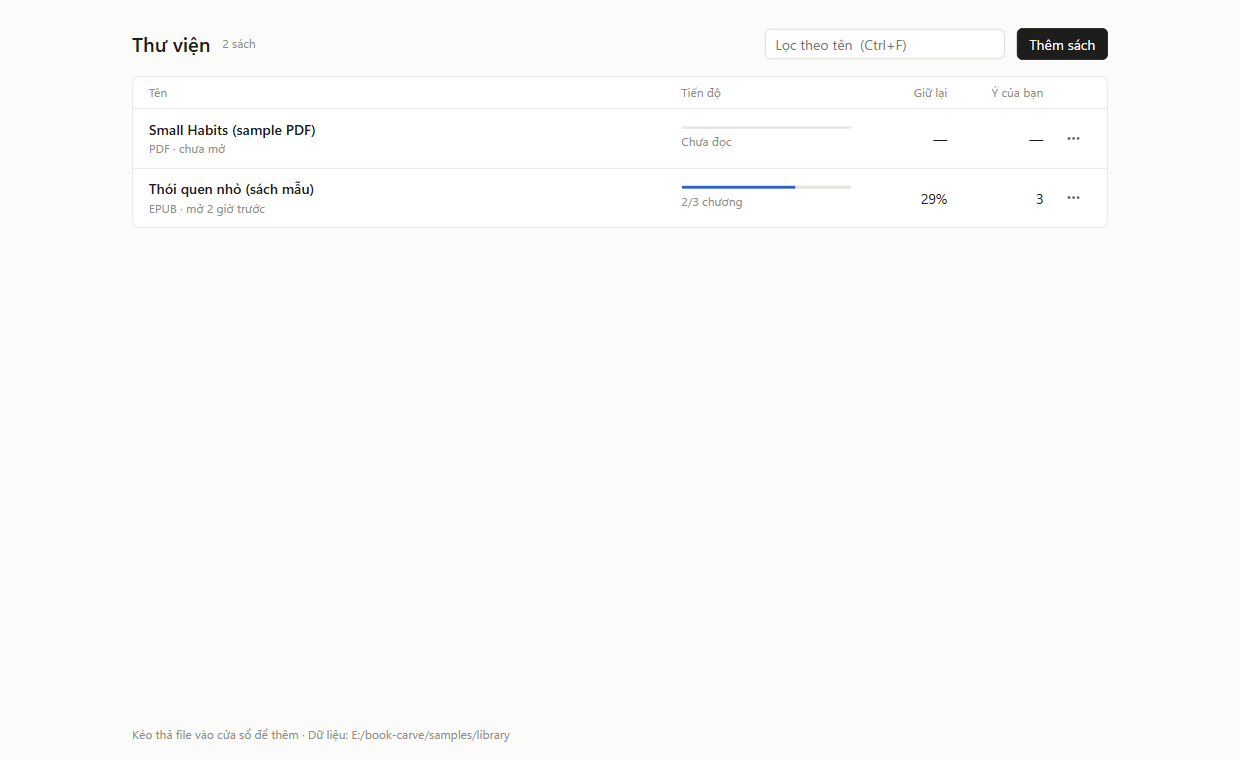 Thư viện 2 sách Lọc theo tên (Ctrl+F) Thêm sách
Tên Tiến độ Giữ lại Ý của bạn
Small Habits (sample PDF)
PDF · chưa mở
Chưa đọc — — ···
Thói quen nhỏ (sách mẫu)
EPUB · mở 2 giờ trước
2/3 chương 29% 3 ···
Kéo thả file vào cửa sổ để thêm · Dữ liệu: E:/book-carve/samples/library